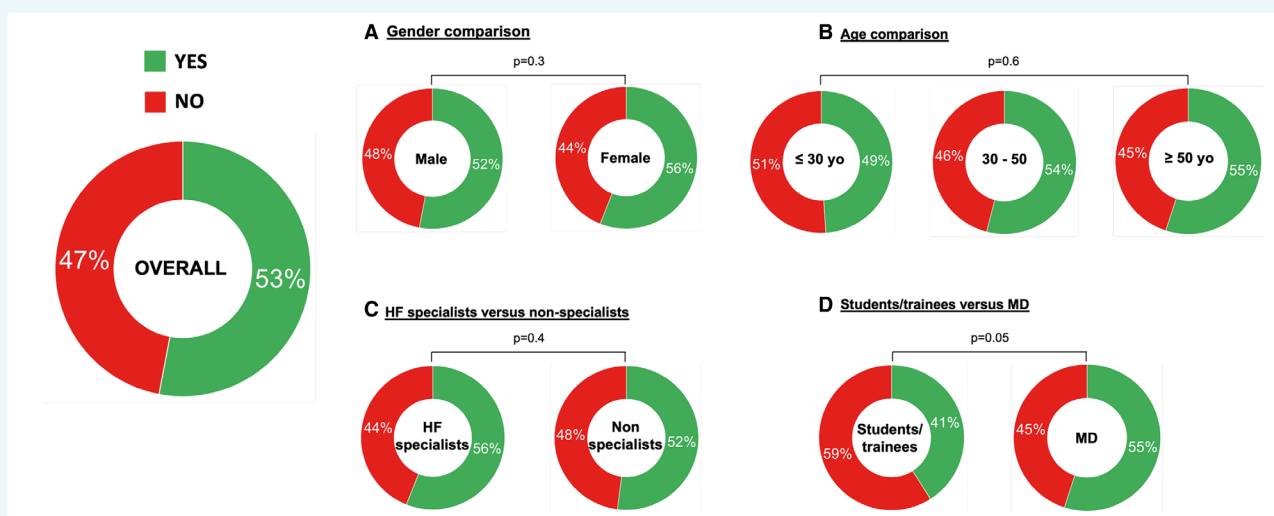 YES
NO
OVERALL
47%
53%
A Gender comparison
p=0.3
48%
Male
52%
44%
Female
56%
B Age comparison
p=0.6
51%
≤ 30 yo
49%
46%
30 - 50
54%
45%
≥ 50 yo
55%
C HF specialists versus non-specialists
p=0.4
44%
HF
specialists
56%
48%
Non
specialists
52%
D Students/trainees versus MD
p=0.05
59%
Students/
trainees
41%
45%
MD
55%